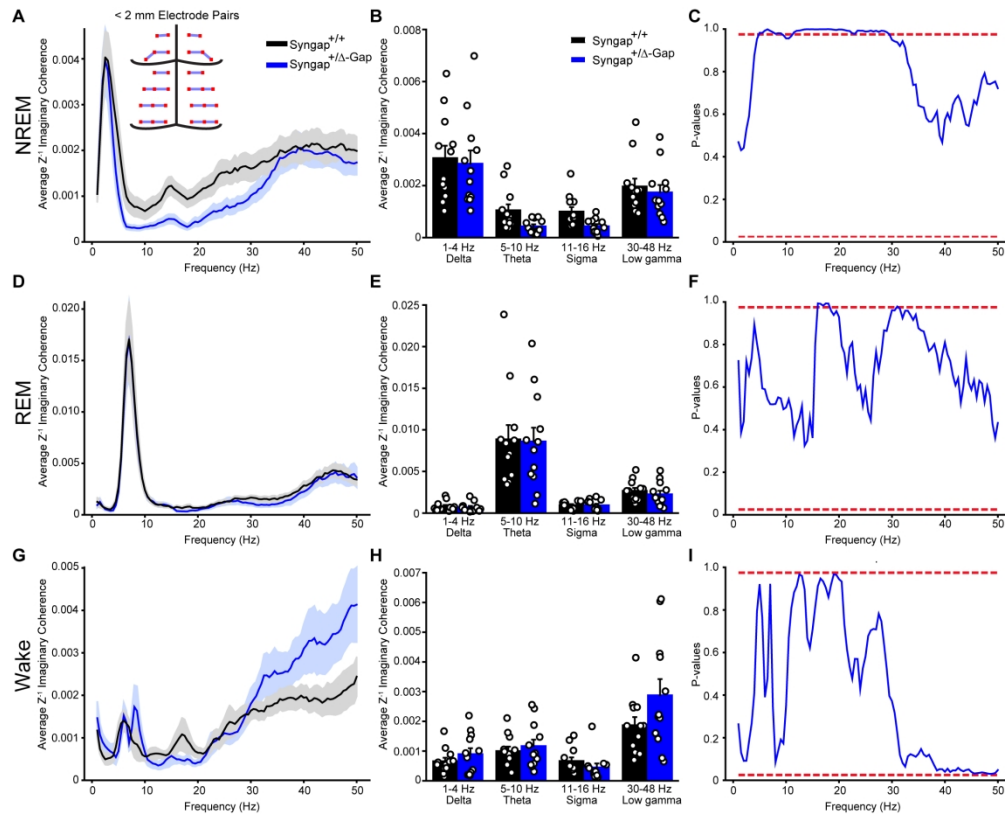 A
< 2 mm Electrode Pairs
Syngap+/+
Syngap+/Δ-Gap
NREM
Average Z⁻¹ Imaginary Coherence
0.004
0.003
0.002
0.001
0
0 10 20 30 40 50
Frequency (Hz)
B
Syngap+/+
Syngap+/Δ-Gap
Average Z⁻¹ Imaginary Coherence
0.008
0.006
0.004
0.002
0
1-4 Hz 5-10 Hz 11-16 Hz 30-48 Hz
Delta Theta Sigma Low gamma
C
P-values
1.0
0.8
0.6
0.4
0.2
0
0 10 20 30 40 50
Frequency (Hz)
D
REM
Average Z⁻¹ Imaginary Coherence
0.020
0.015
0.010
0.005
0
0 10 20 30 40 50
Frequency (Hz)
E
Average Z⁻¹ Imaginary Coherence
0.025
0.020
0.015
0.010
0.005
0
1-4 Hz 5-10 Hz 11-16 Hz 30-48 Hz
Delta Theta Sigma Low gamma
F
P-values
1.0
0.8
0.6
0.4
0.2
0
0 10 20 30 40 50
Frequency (Hz)
G
Wake
Average Z⁻¹ Imaginary Coherence
0.005
0.004
0.003
0.002
0.001
0
0 10 20 30 40 50
Frequency (Hz)
H
Average Z⁻¹ Imaginary Coherence
0.007
0.006
0.005
0.004
0.003
0.002
0.001
0
1-4 Hz 5-10 Hz 11-16 Hz 30-48 Hz
Delta Theta Sigma Low gamma
I
P-values
1.0
0.8
0.6
0.4
0.2
0
0 10 20 30 40 50
Frequency (Hz)